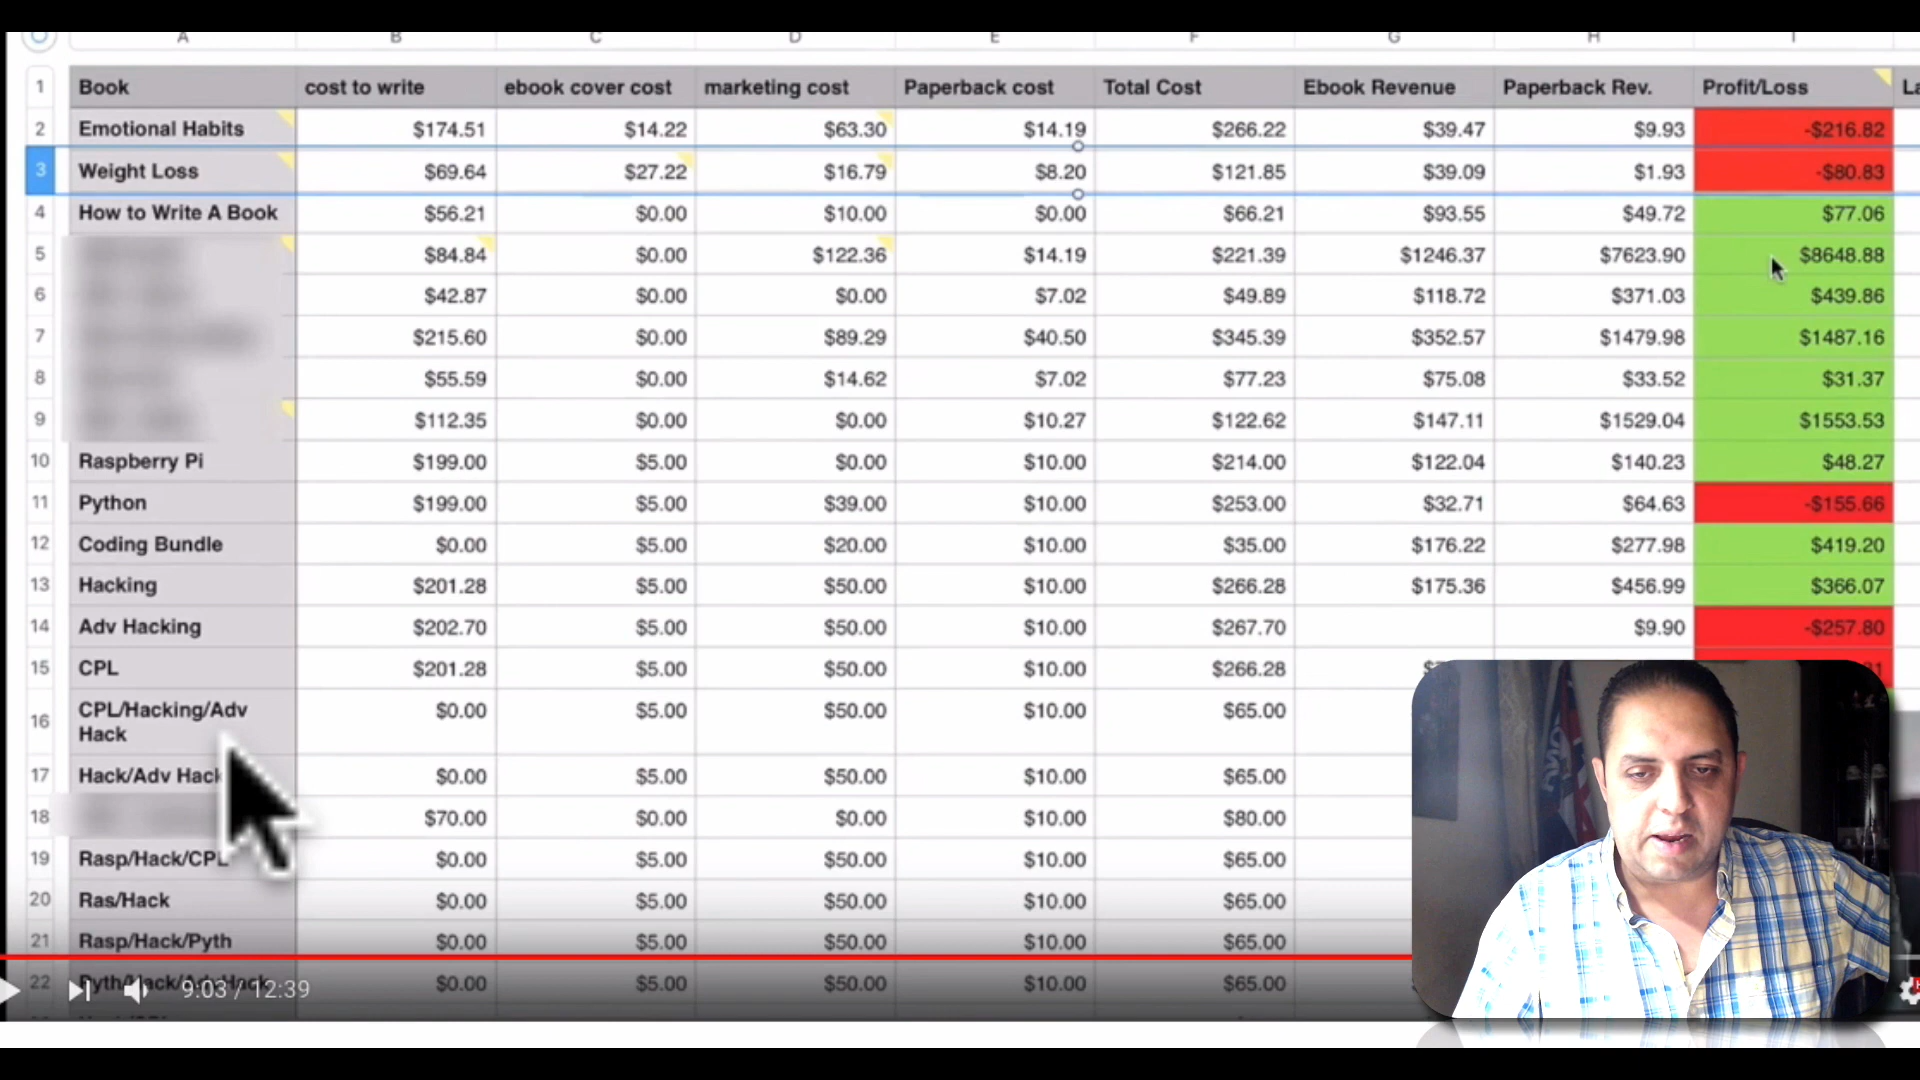 A B C D E F G H I
1 Book cost to write ebook cover cost marketing cost Paperback cost Total Cost Ebook Revenue Paperback Rev. Profit/Loss La
2 Emotional Habits $174.51 $14.22 $63.30 $14.19 $266.22 $39.47 $9.93 -$216.82
3 Weight Loss $69.64 $27.22 $16.79 $8.20 $121.85 $39.09 $1.93 -$80.83
4 How to Write A Book $56.21 $0.00 $10.00 $0.00 $66.21 $93.55 $49.72 $77.06
5 $84.84 $0.00 $122.36 $14.19 $221.39 $1246.37 $7623.90 $8648.88
6 $42.87 $0.00 $0.00 $7.02 $49.89 $118.72 $371.03 $439.86
7 $215.60 $0.00 $89.29 $40.50 $345.39 $352.57 $1479.98 $1487.16
8 $55.59 $0.00 $14.62 $7.02 $77.23 $75.08 $33.52 $31.37
9 $112.35 $0.00 $0.00 $10.27 $122.62 $147.11 $1529.04 $1553.53
10 Raspberry Pi $199.00 $5.00 $0.00 $10.00 $214.00 $122.04 $140.23 $48.27
11 Python $199.00 $5.00 $39.00 $10.00 $253.00 $32.71 $64.63 -$155.66
12 Coding Bundle $0.00 $5.00 $20.00 $10.00 $35.00 $176.22 $277.98 $419.20
13 Hacking $201.28 $5.00 $50.00 $10.00 $266.28 $175.36 $456.99 $366.07
14 Adv Hacking $202.70 $5.00 $50.00 $10.00 $267.70 $9.90 -$257.80
15 CPL $201.28 $5.00 $50.00 $10.00 $266.28
16 CPL/Hacking/Adv $0.00 $5.00 $50.00 $10.00 $65.00
Hack
17 Hack/Adv Hack $0.00 $5.00 $50.00 $10.00 $65.00
18 $70.00 $0.00 $0.00 $10.00 $80.00
19 Rasp/Hack/CPL $0.00 $5.00 $50.00 $10.00 $65.00
20 Ras/Hack $0.00 $5.00 $50.00 $10.00 $65.00
21 Rasp/Hack/Pyth $0.00 $5.00 $50.00 $10.00 $65.00
22 Pyth/Hack/AdvHack $0.00 $5.00 $50.00 $10.00 $65.00
9:03 / 12:39